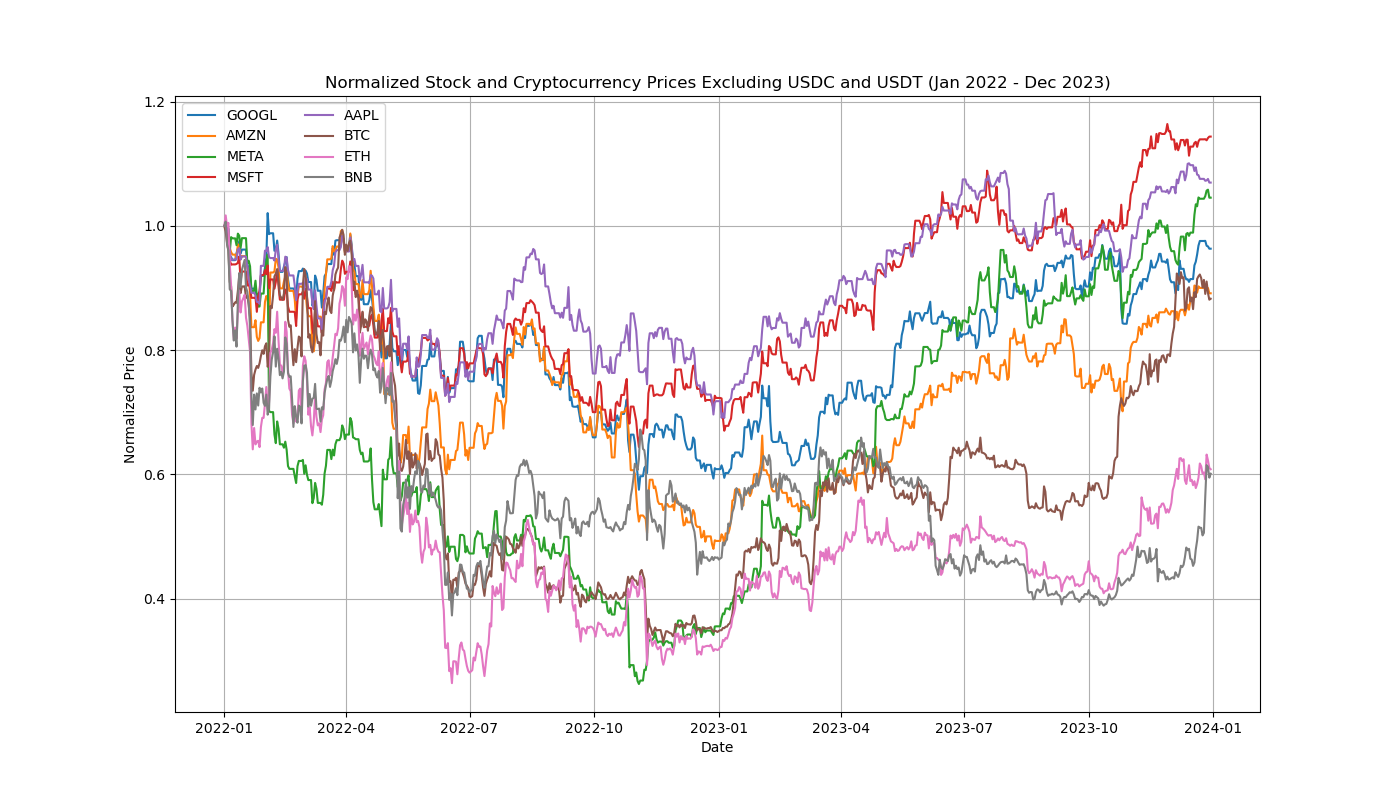 Normalized Stock and Cryptocurrency Prices Excluding USDC and USDT (Jan 2022 - Dec 2023)
GOOGL
AMZN
META
MSFT
AAPL
BTC
ETH
BNB
Normalized Price
1.2
1.0
0.8
0.6
0.4
2022-01 2022-04 2022-07 2022-10 2023-01 2023-04 2023-07 2023-10 2024-01
Date